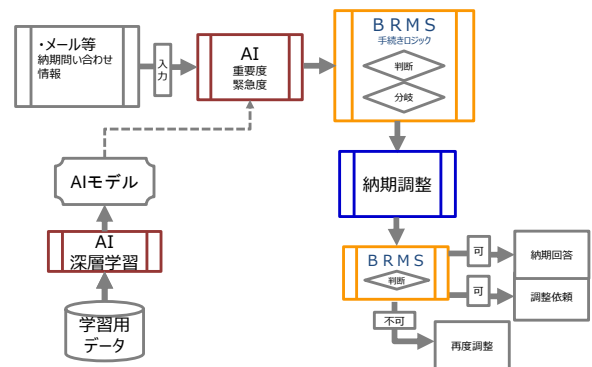 ・メール等
納期問い合わせ
情報
入
力
AI
重要度
緊急度
BRMS
手続きロジック
判断
分岐
AIモデル
納期調整
AI
深層学習
BRMS
判断
可
納期回答
可
調整依頼
不可
再度調整
学習用
データ